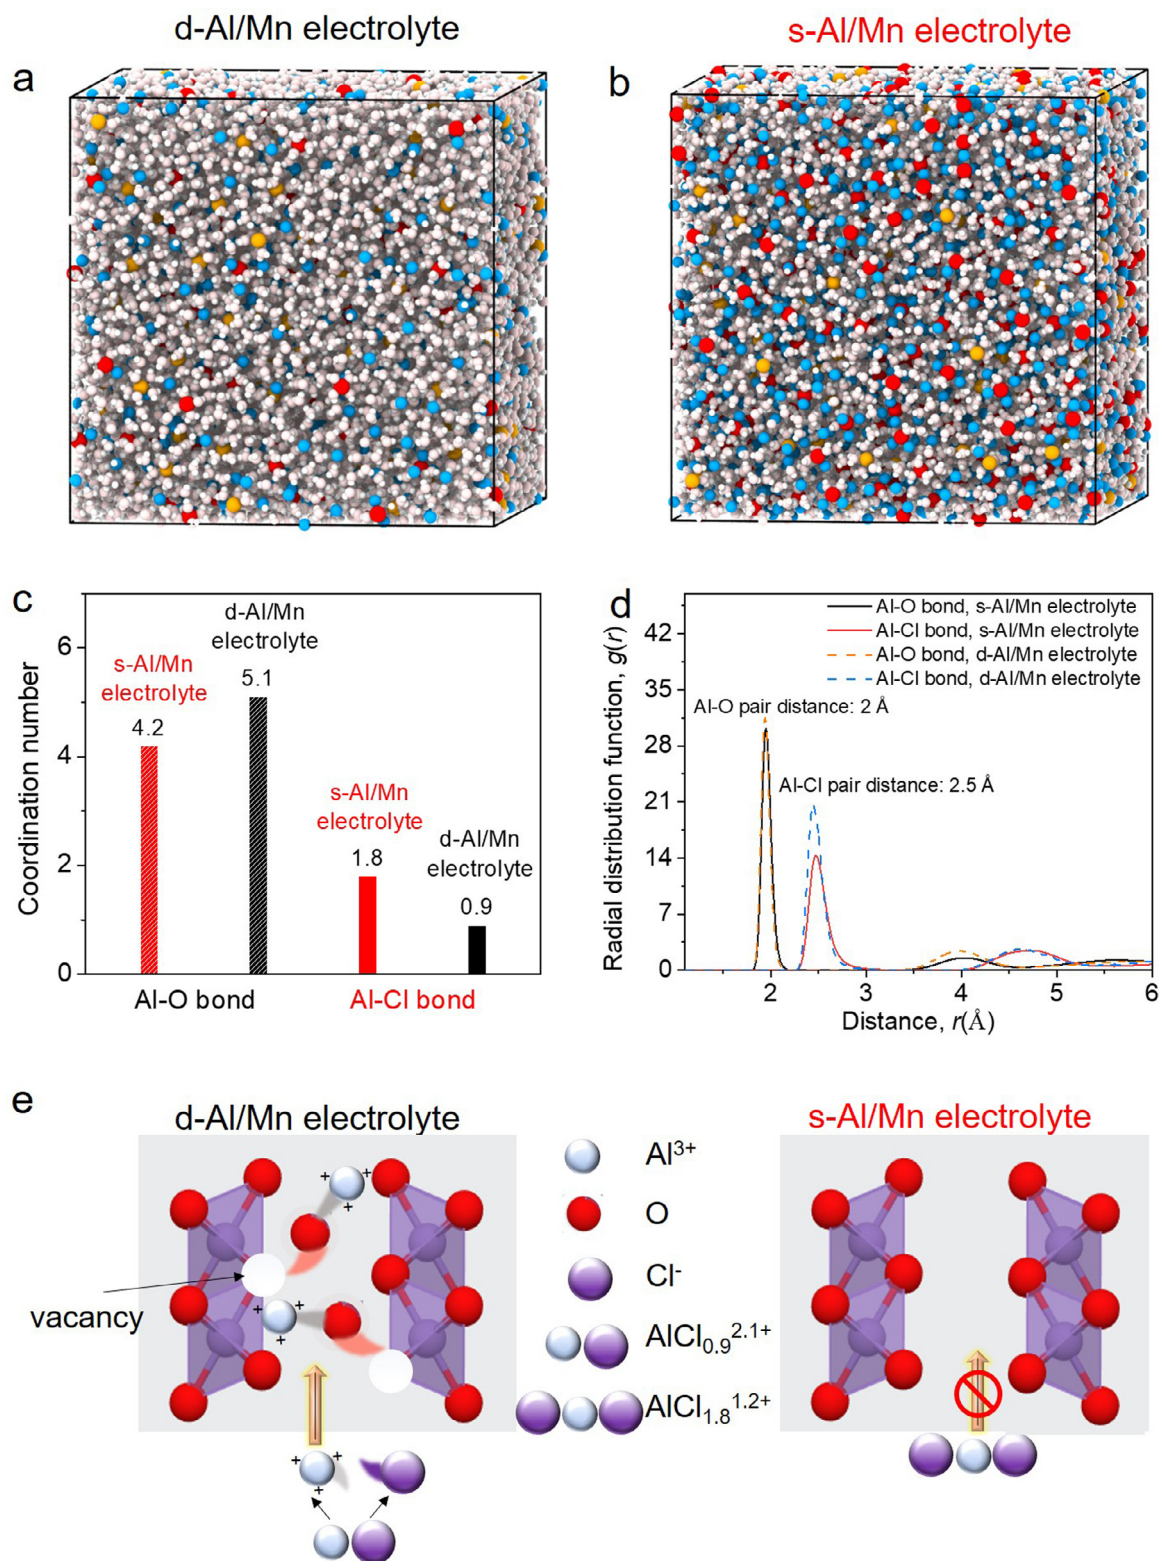 d-Al/Mn electrolyte
s-Al/Mn electrolyte
a
b
c
d-Al/Mn
electrolyte
s-Al/Mn
electrolyte
5.1
4.2
s-Al/Mn
electrolyte
1.8
d-Al/Mn
electrolyte
0.9
6
4
2
0
Coordination number
Al-O bond
Al-Cl bond
d
Al-O bond, s-Al/Mn electrolyte
Al-Cl bond, s-Al/Mn electrolyte
Al-O bond, d-Al/Mn electrolyte
Al-Cl bond, d-Al/Mn electrolyte
Al-O pair distance: 2 Å
Al-Cl pair distance: 2.5 Å
42
35
28
21
14
7
0
Radial distribution function, g(r)
2 3 4 5 6
Distance, r(Å)
e
d-Al/Mn electrolyte
s-Al/Mn electrolyte
+ + +
vacancy
+ + +
+ + +
Al³⁺
O
Cl⁻
AlCl₀.₉²·¹⁺
AlCl₁.₈¹·²⁺